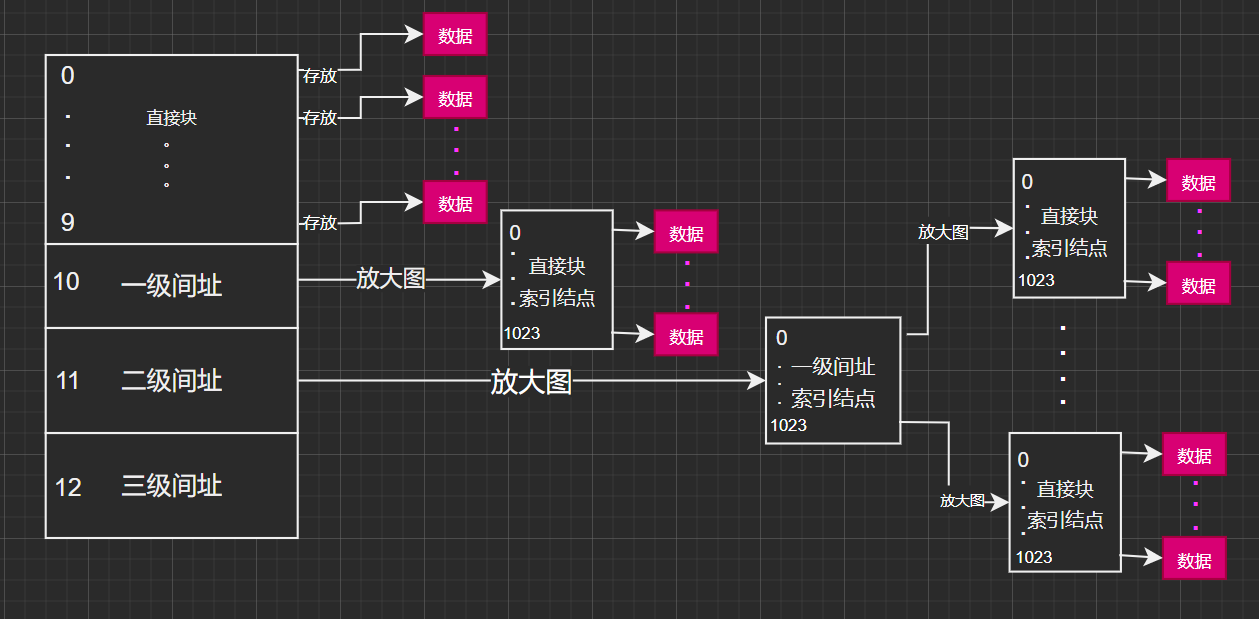 0
直接块
9
存放
数据
存放
数据
存放
数据
10
一级间址
放大图
0
直接块
索引结点
1023
数据
数据
11
二级间址
放大图
0
一级间址
索引结点
1023
放大图
0
直接块
索引结点
1023
数据
数据
放大图
0
直接块
索引结点
1023
数据
数据
12
三级间址